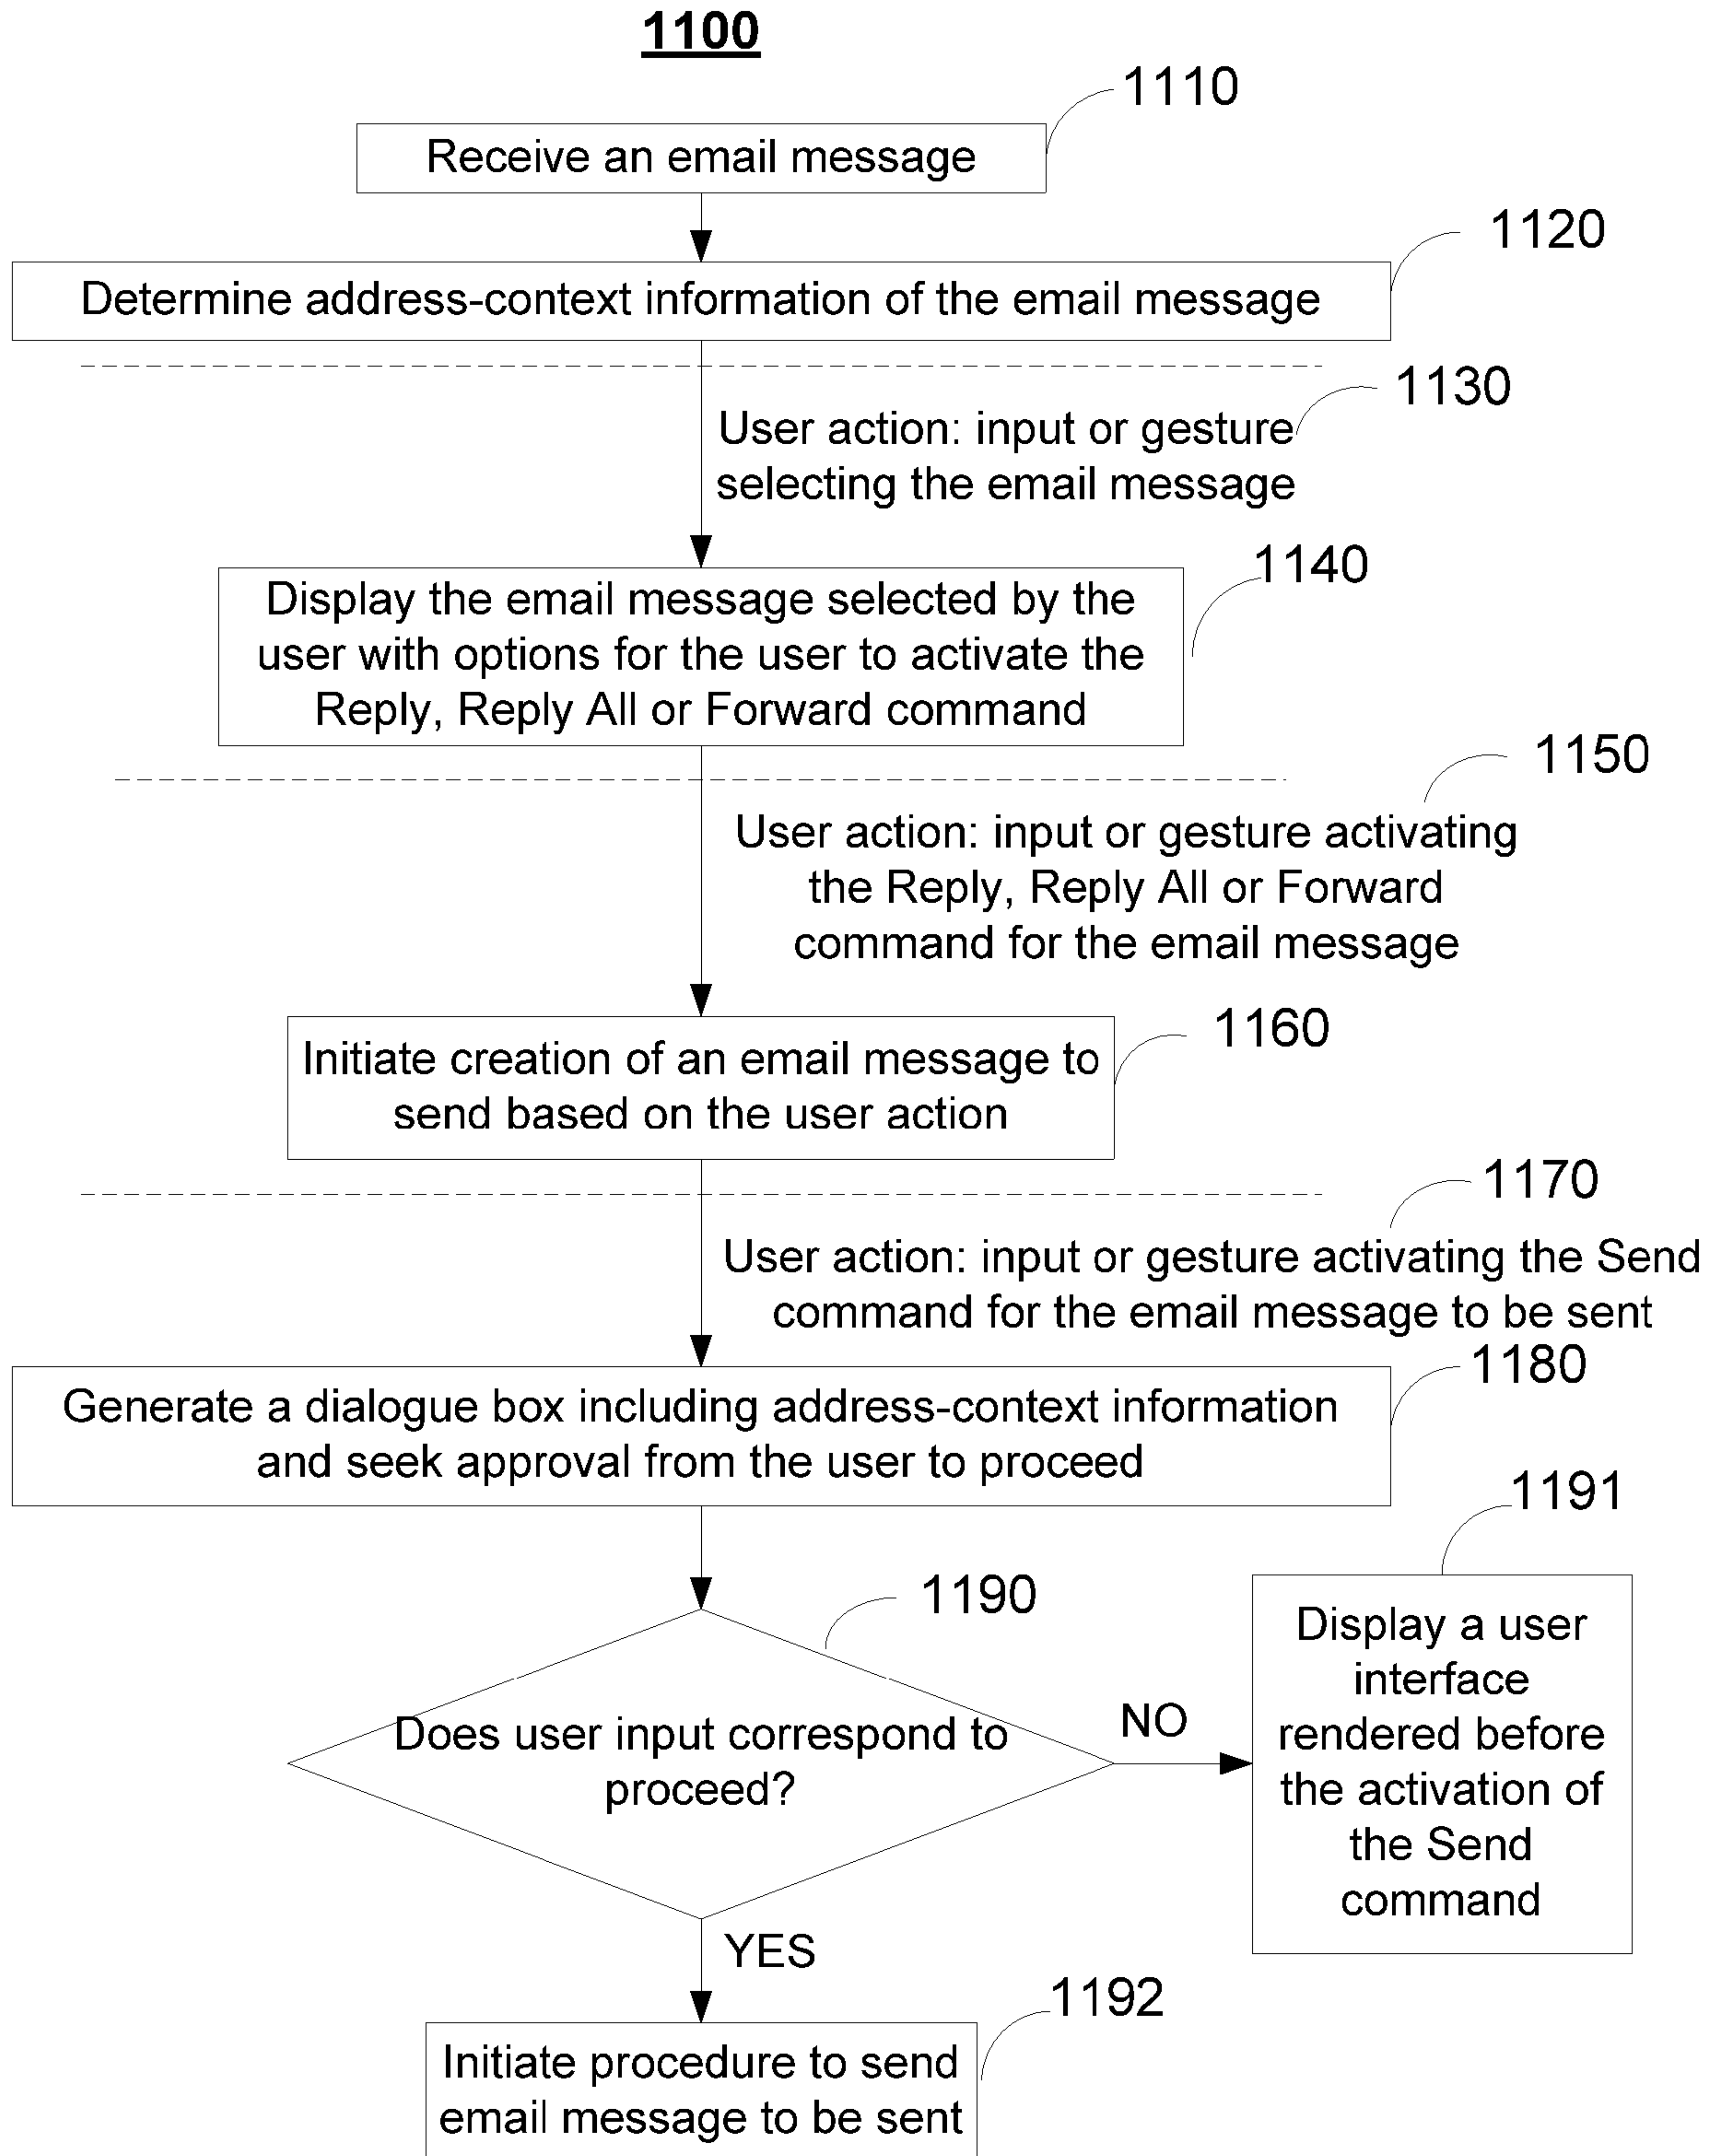 1100
1110
Receive an email message
1120
Determine address-context information of the email message
1130
User action: input or gesture
selecting the email message
1140
Display the email message selected by the
user with options for the user to activate the
Reply, Reply All or Forward command
1150
User action: input or gesture activating
the Reply, Reply All or Forward
command for the email message
1160
Initiate creation of an email message to
send based on the user action
1170
User action: input or gesture activating the Send
command for the email message to be sent
1180
Generate a dialogue box including address-context information
and seek approval from the user to proceed
1190
Does user input correspond to
proceed?
NO
1191
Display a user
interface
rendered before
the activation of
the Send
command
YES
1192
Initiate procedure to send
email message to be sent